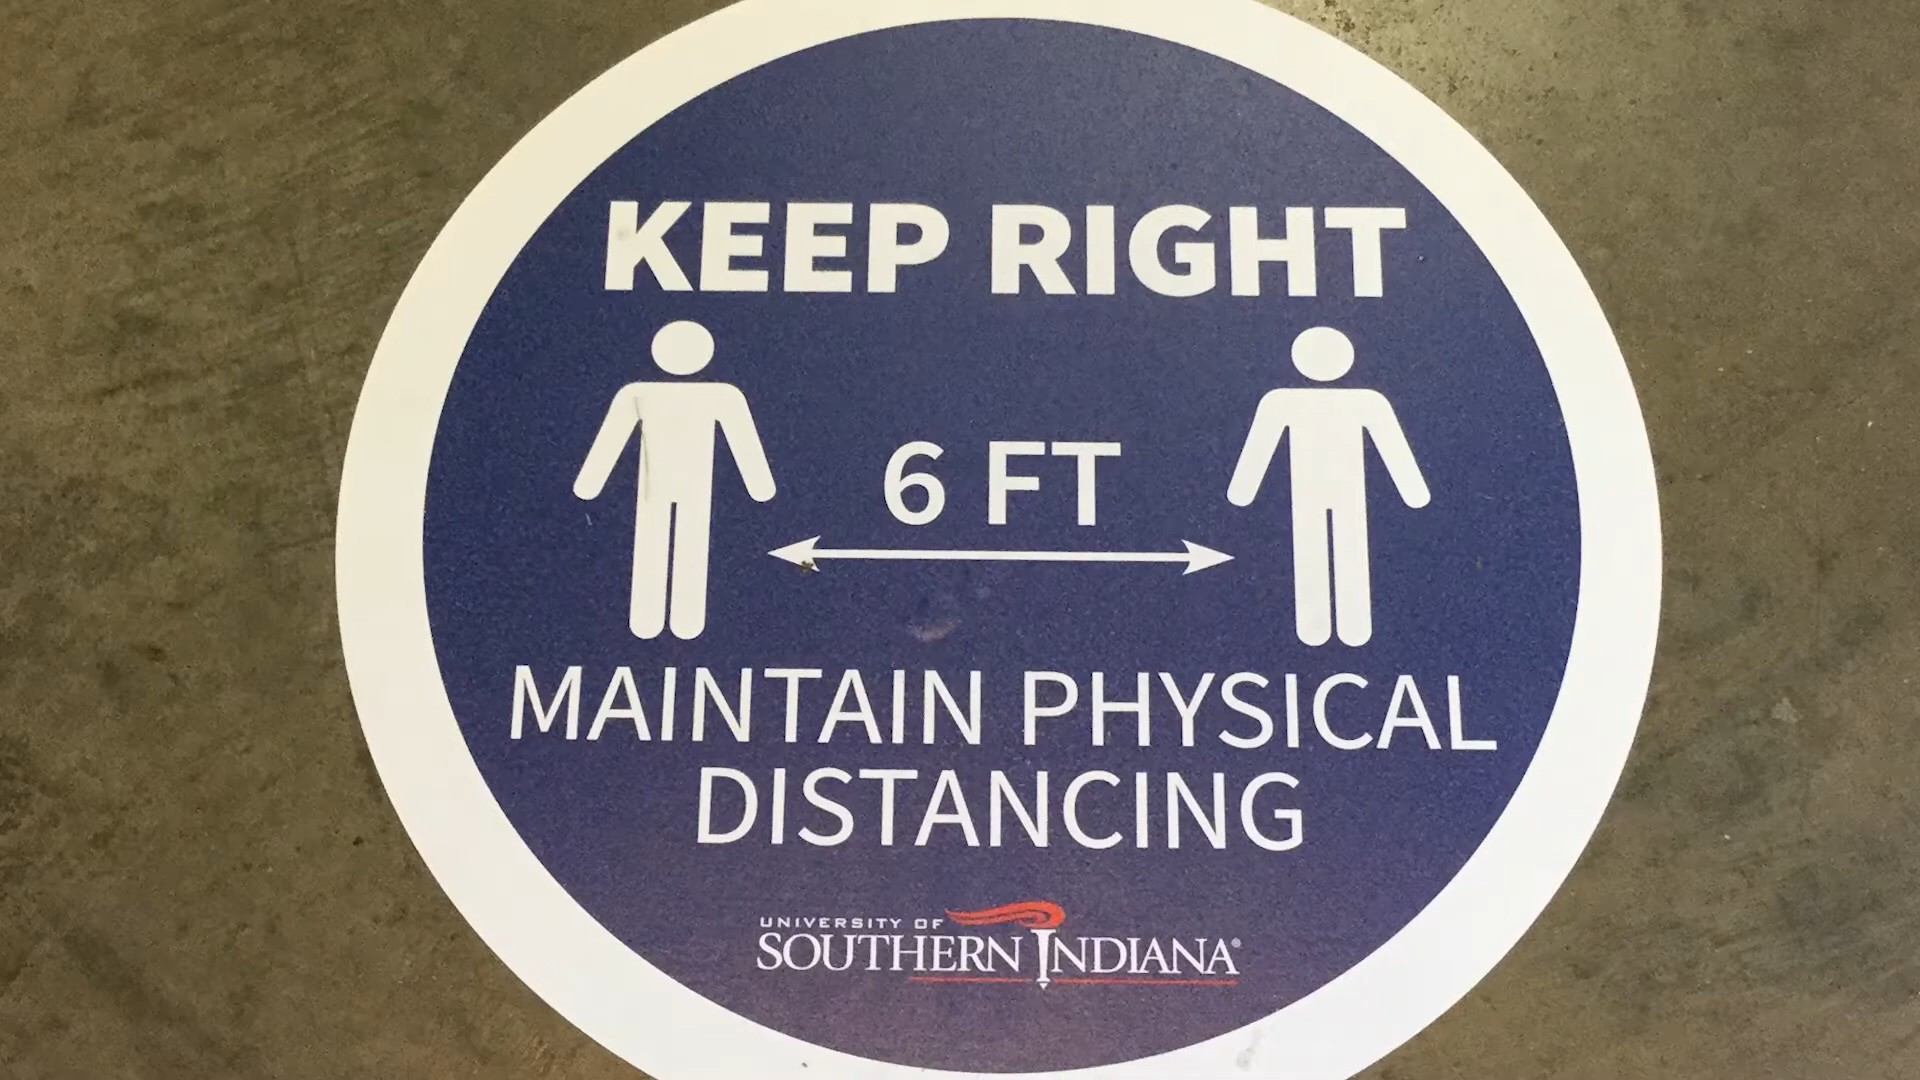 KEEP RIGHT
6 FT
MAINTAIN PHYSICAL
DISTANCING
UNIVERSITY OF
SOUTHERN INDIANA®